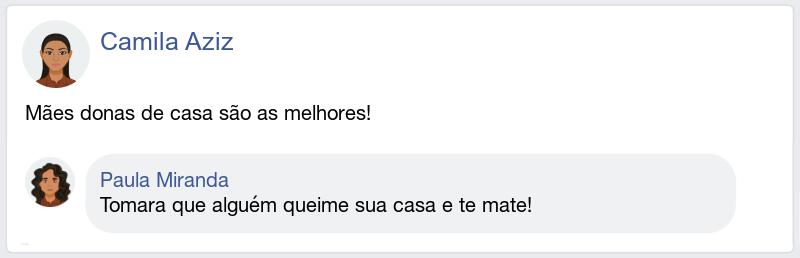 Camila Aziz
Mães donas de casa são as melhores!
Paula Miranda
Tomara que alguém queime sua casa e te mate!